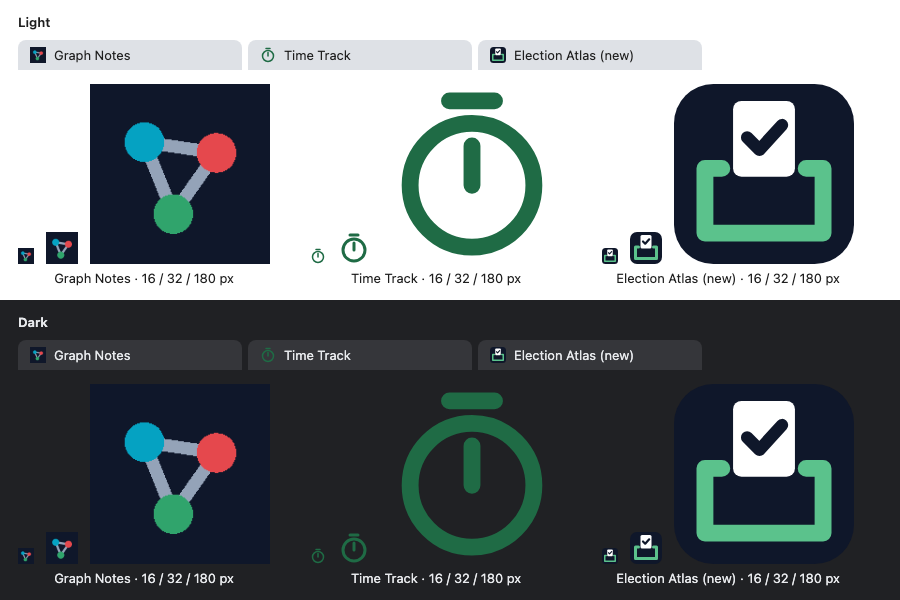 Light
Graph Notes
Time Track
Election Atlas (new)
Graph Notes · 16 / 32 / 180 px
Time Track · 16 / 32 / 180 px
Election Atlas (new) · 16 / 32 / 180 px
Dark
Graph Notes
Time Track
Election Atlas (new)
Graph Notes · 16 / 32 / 180 px
Time Track · 16 / 32 / 180 px
Election Atlas (new) · 16 / 32 / 180 px